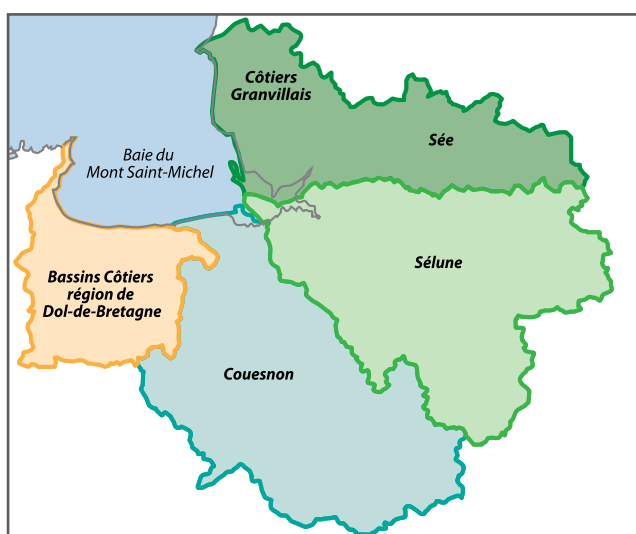 Côtiers
Granvillais
Sée
Baie du
Mont Saint-Michel
Sélune
Bassins Côtiers
région de
Dol-de-Bretagne
Couesnon